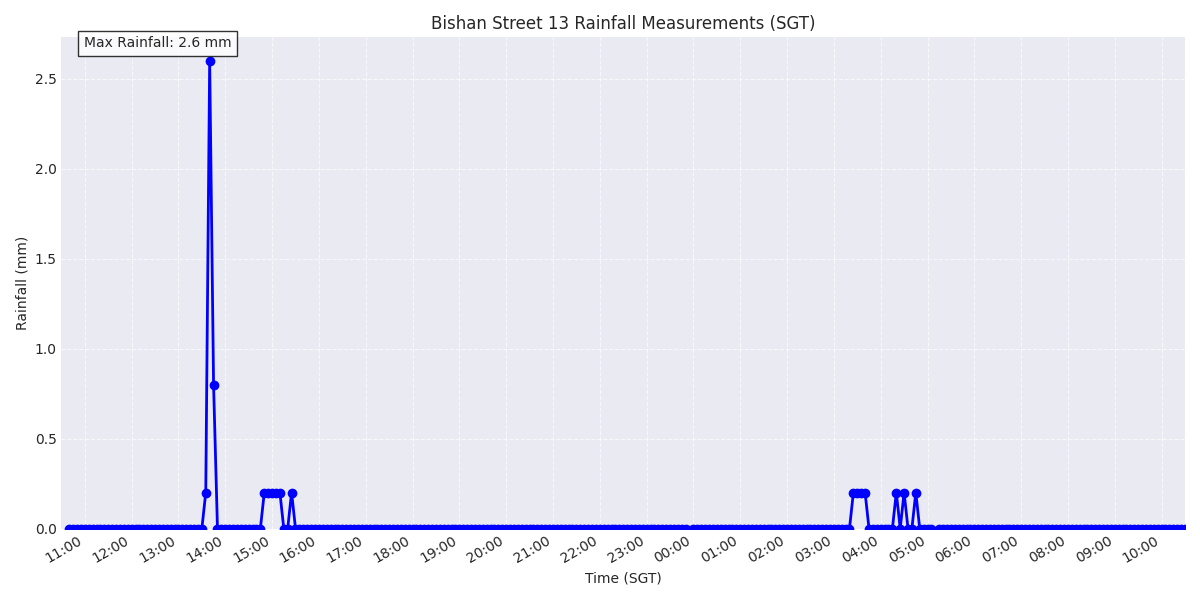 Bishan Street 13 Rainfall Measurements (SGT)
Max Rainfall: 2.6 mm
Rainfall (mm)
2.5
2.0
1.5
1.0
0.5
0.0
11:00 12:00 13:00 14:00 15:00 16:00 17:00 18:00 19:00 20:00 21:00 22:00 23:00 00:00 01:00 02:00 03:00 04:00 05:00 06:00 07:00 08:00 09:00 10:00
Time (SGT)